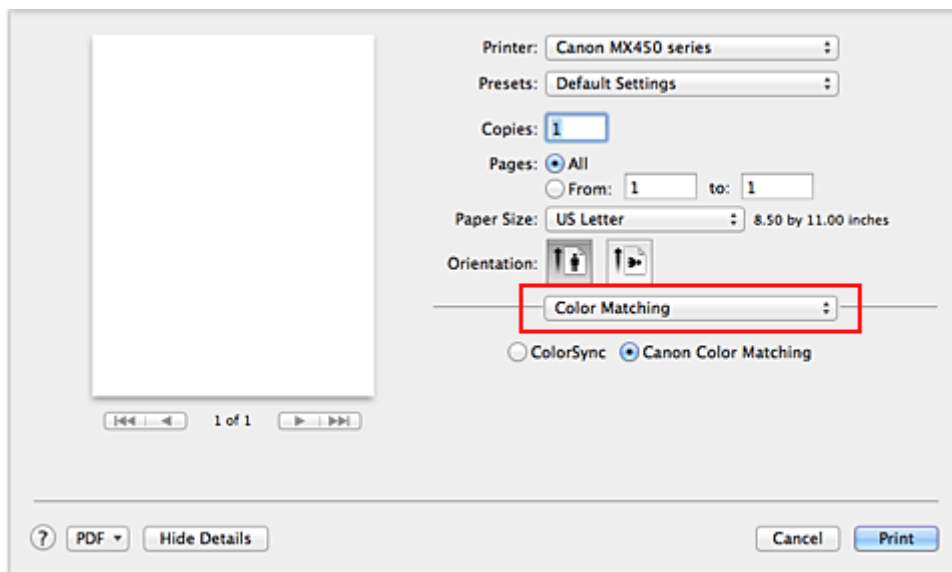 Printer: Canon MX450 series
Presets: Default Settings
Copies: 1
Pages: All
From: 1 to: 1
Paper Size: US Letter 8.50 by 11.00 inches
Orientation:
Color Matching
ColorSync Canon Color Matching
1 of 1
? PDF Hide Details Cancel Print